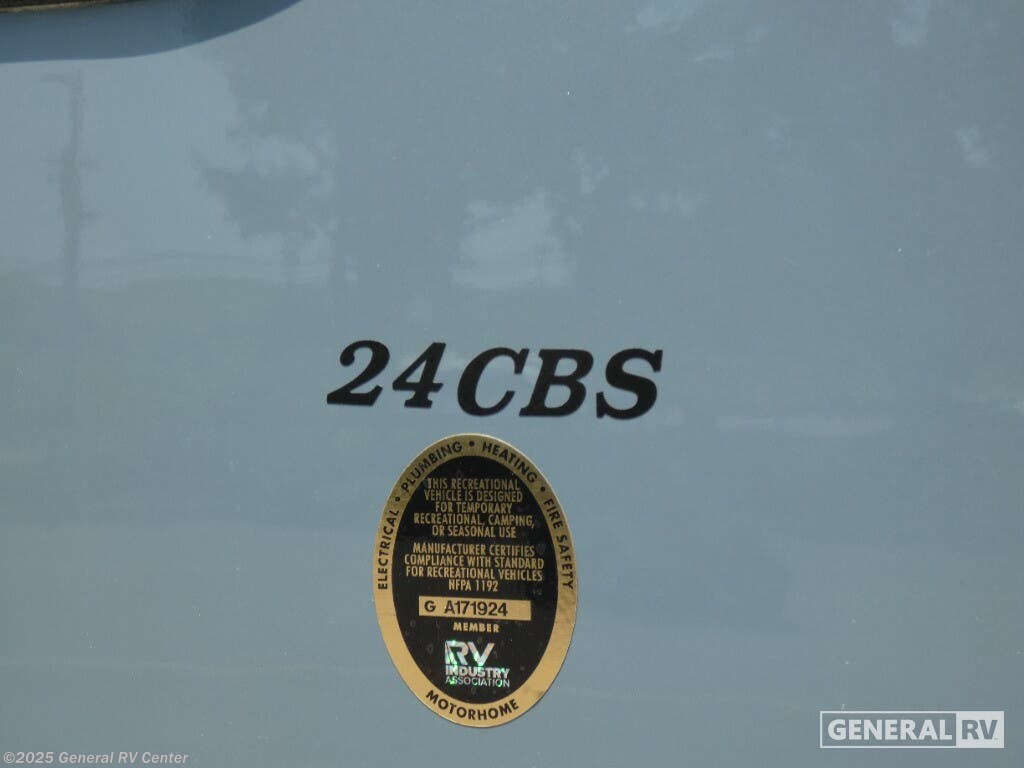 24CBS
ELECTRICAL • PLUMBING • HEATING • FIRE SAFETY
THIS RECREATIONAL
VEHICLE IS DESIGNED
FOR TEMPORARY
RECREATIONAL, CAMPING,
OR SEASONAL USE
MANUFACTURER CERTIFIES
COMPLIANCE WITH STANDARD
FOR RECREATIONAL VEHICLES
NFPA 1192
G A171924
MEMBER
RV
INDUSTRY
ASSOCIATION
MOTORHOME
GENERAL RV
©2025 General RV Center